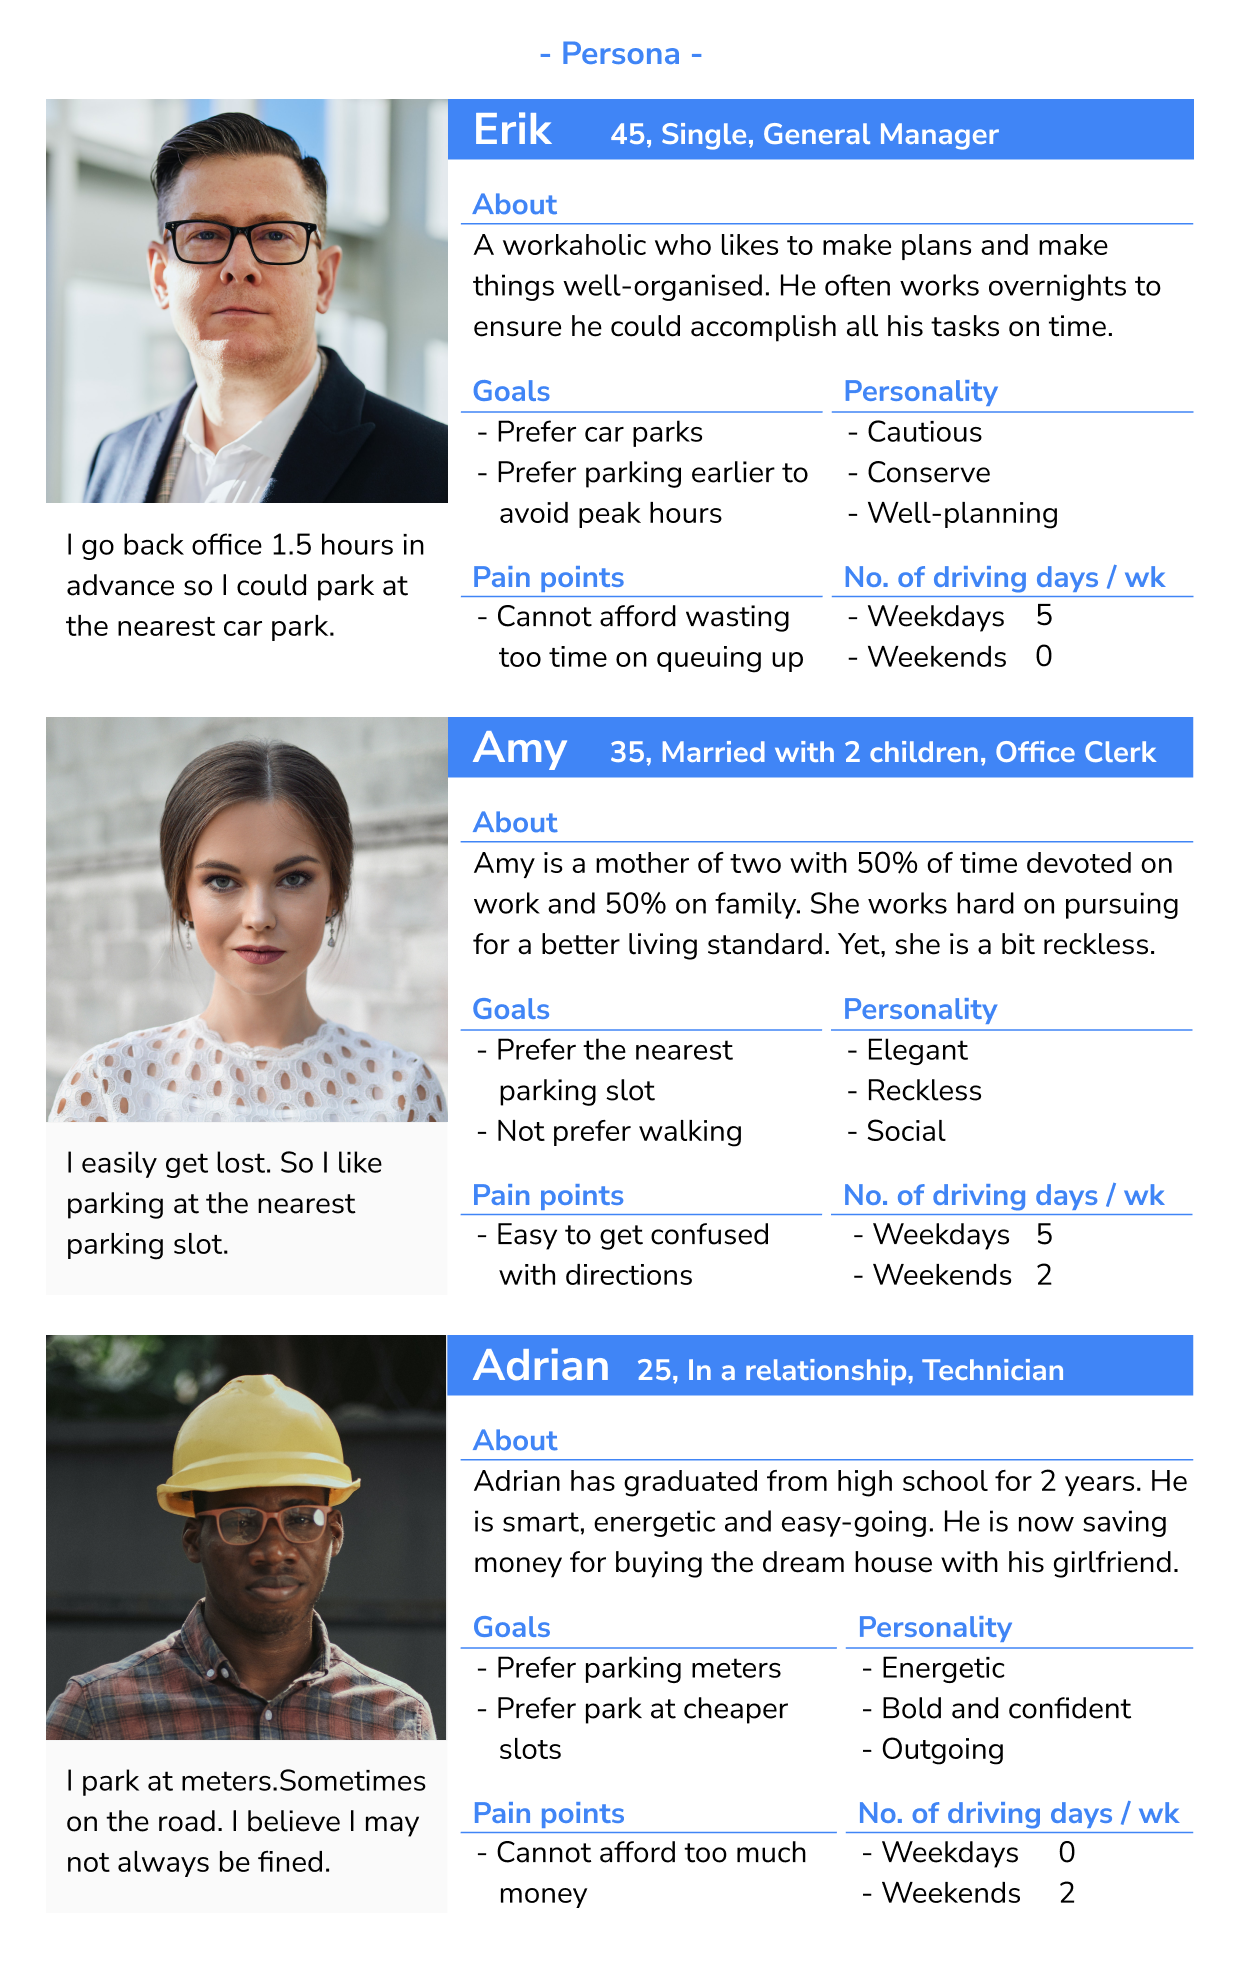 - Persona -
Erik 45, Single, General Manager
About
A workaholic who likes to make plans and make
things well-organised. He often works overnights to
ensure he could accomplish all his tasks on time.
Goals
- Prefer car parks
- Prefer parking earlier to
avoid peak hours
Personality
- Cautious
- Conserve
- Well-planning
Pain points
- Cannot afford wasting
too time on queuing up
No. of driving days / wk
- Weekdays 5
- Weekends 0
I go back office 1.5 hours in
advance so I could park at
the nearest car park.
Amy 35, Married with 2 children, Office Clerk
About
Amy is a mother of two with 50% of time devoted on
work and 50% on family. She works hard on pursuing
for a better living standard. Yet, she is a bit reckless.
Goals
- Prefer the nearest
parking slot
- Not prefer walking
Personality
- Elegant
- Reckless
- Social
Pain points
- Easy to get confused
with directions
No. of driving days / wk
- Weekdays 5
- Weekends 2
I easily get lost. So I like
parking at the nearest
parking slot.
Adrian 25, In a relationship, Technician
About
Adrian has graduated from high school for 2 years. He
is smart, energetic and easy-going. He is now saving
money for buying the dream house with his girlfriend.
Goals
- Prefer parking meters
- Prefer park at cheaper
slots
Personality
- Energetic
- Bold and confident
- Outgoing
Pain points
- Cannot afford too much
money
No. of driving days / wk
- Weekdays 0
- Weekends 2
I park at meters.Sometimes
on the road. I believe I may
not always be fined.